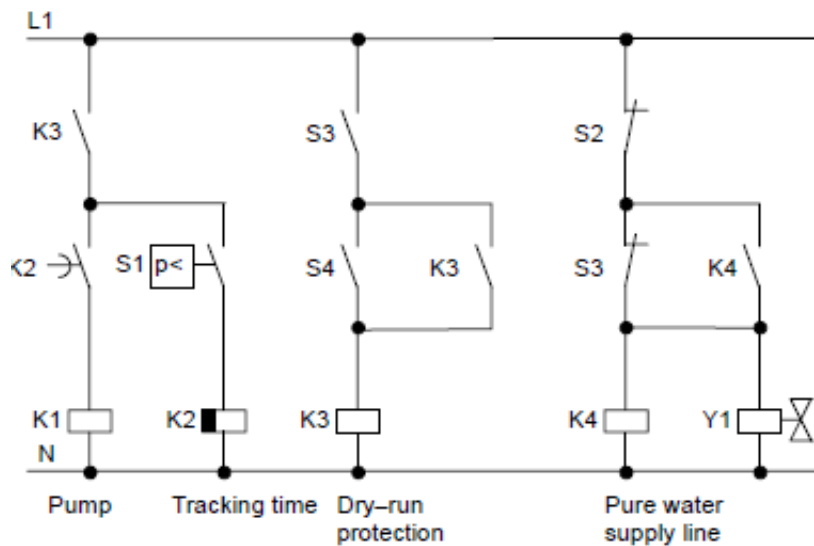 L1
K3
S3
S2
K2
S1 p<
S4
K3
S3
K4
K1
K2
K3
K4
Y1
N
Pump
Tracking time
Dry–run
protection
Pure water
supply line